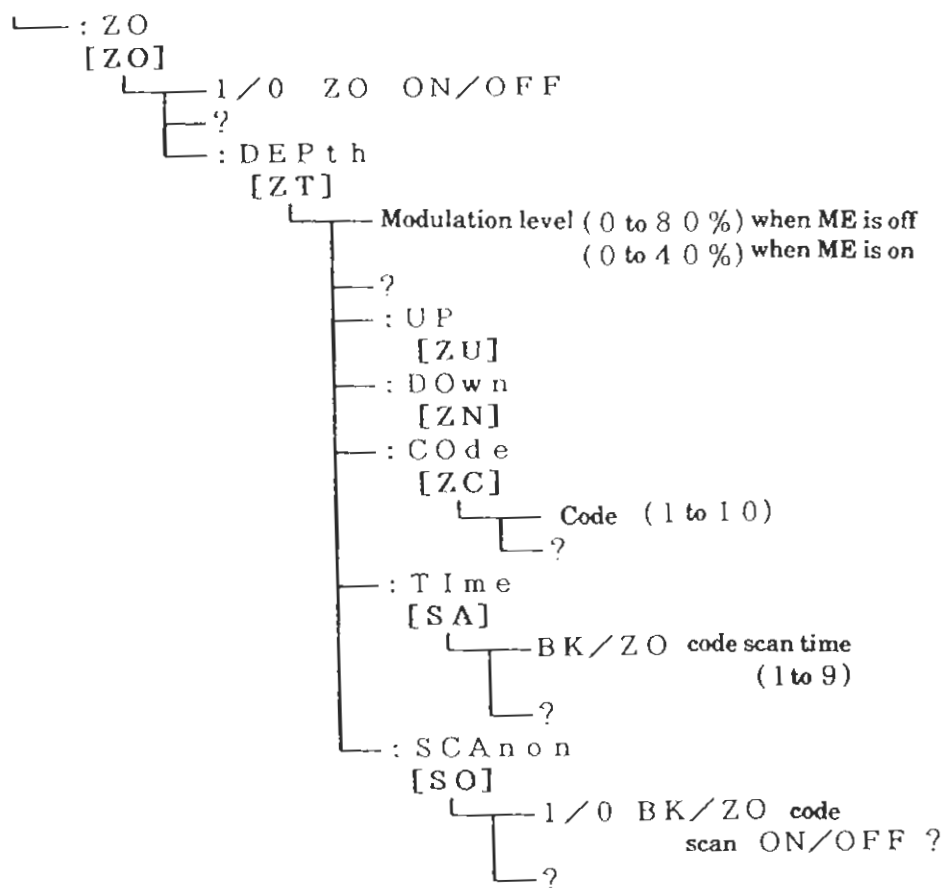 : ZO
[ZO]
1/0 ZO ON/OFF
?
: DEPth
[ZT]
Modulation level (0 to 80%) when ME is off
(0 to 40%) when ME is on
?
: UP
[ZU]
: DOwn
[ZN]
: COde
[ZC]
Code (1 to 10)
?
: TIme
[SA]
BK/ZO code scan time
(1 to 9)
?
: SCAnon
[SO]
1/0 BK/ZO code
scan ON/OFF ?
?